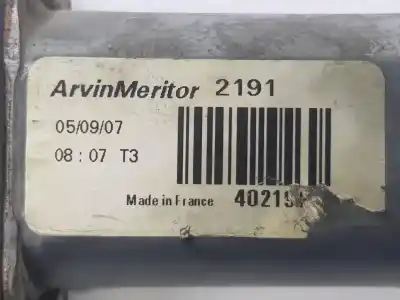 ArvinMeritor 2191
05/09/07
08 : 07 T3
Made in France